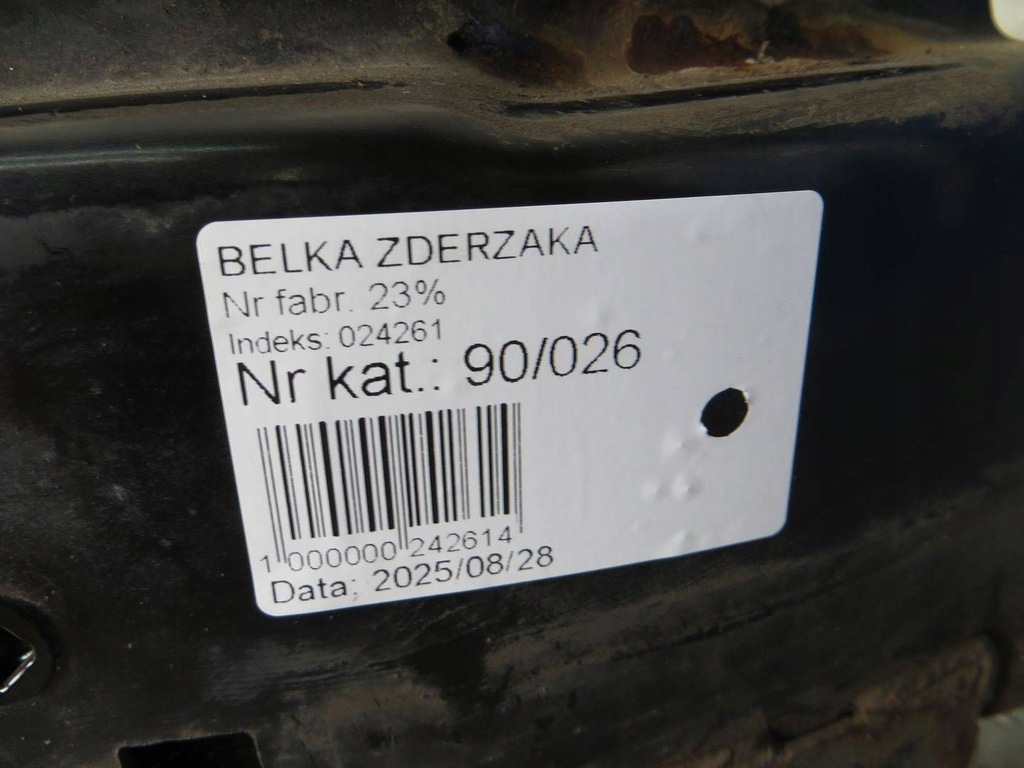 BELKA ZDERZAKA
Nr fabr. 23%
Indeks: 024261
Nr kat.: 90/026
1 000000 242614
Data; 2025/08/28